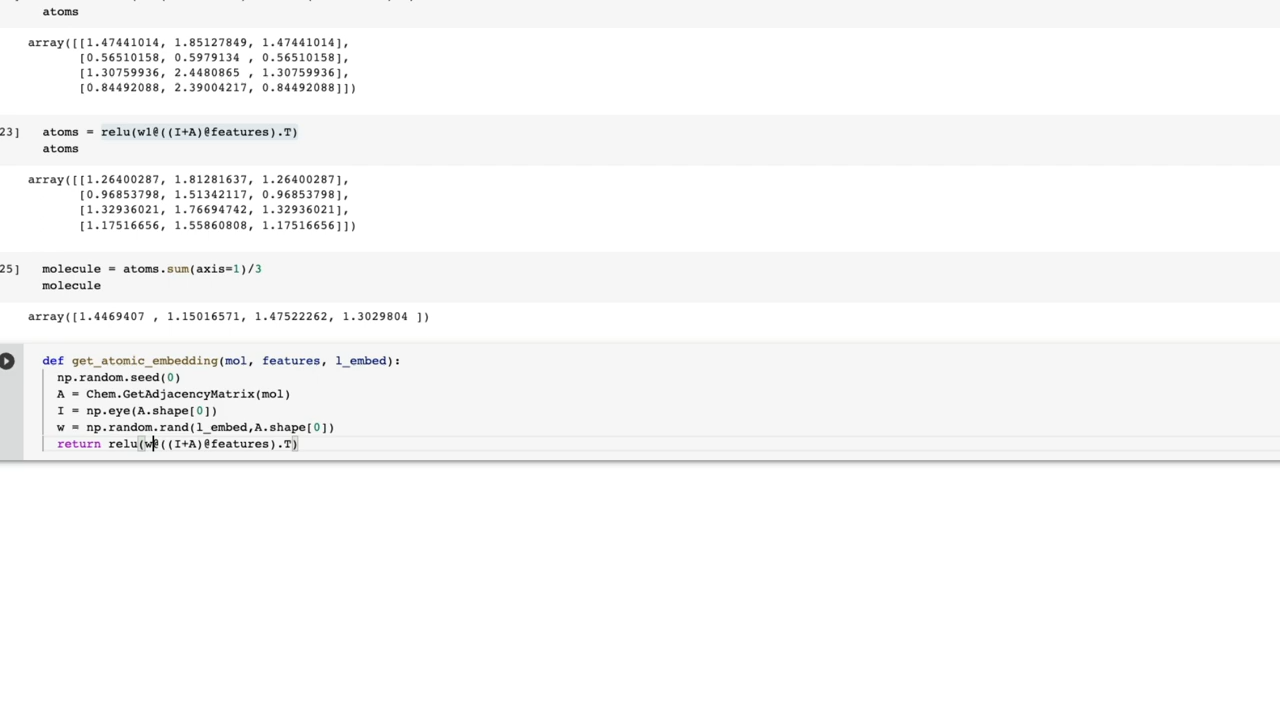 atoms
array([[1.47441014, 1.85127849, 1.47441014],
[0.56510158, 0.5979134 , 0.56510158],
[1.30759936, 2.4480865 , 1.30759936],
[0.84492088, 2.39004217, 0.84492088]])
23] atoms = relu(w1@((I+A)@features).T)
atoms
array([[1.26400287, 1.81281637, 1.26400287],
[0.96853798, 1.51342117, 0.96853798],
[1.32936021, 1.76694742, 1.32936021],
[1.17516656, 1.55860808, 1.17516656]])
25] molecule = atoms.sum(axis=1)/3
molecule
array([1.4469407 , 1.15016571, 1.47522262, 1.3029804 ])
def get_atomic_embedding(mol, features, l_embed):
np.random.seed(0)
A = Chem.GetAdjacencyMatrix(mol)
I = np.eye(A.shape[0])
w = np.random.rand(l_embed,A.shape[0])
return relu(w@((I+A)@features).T)